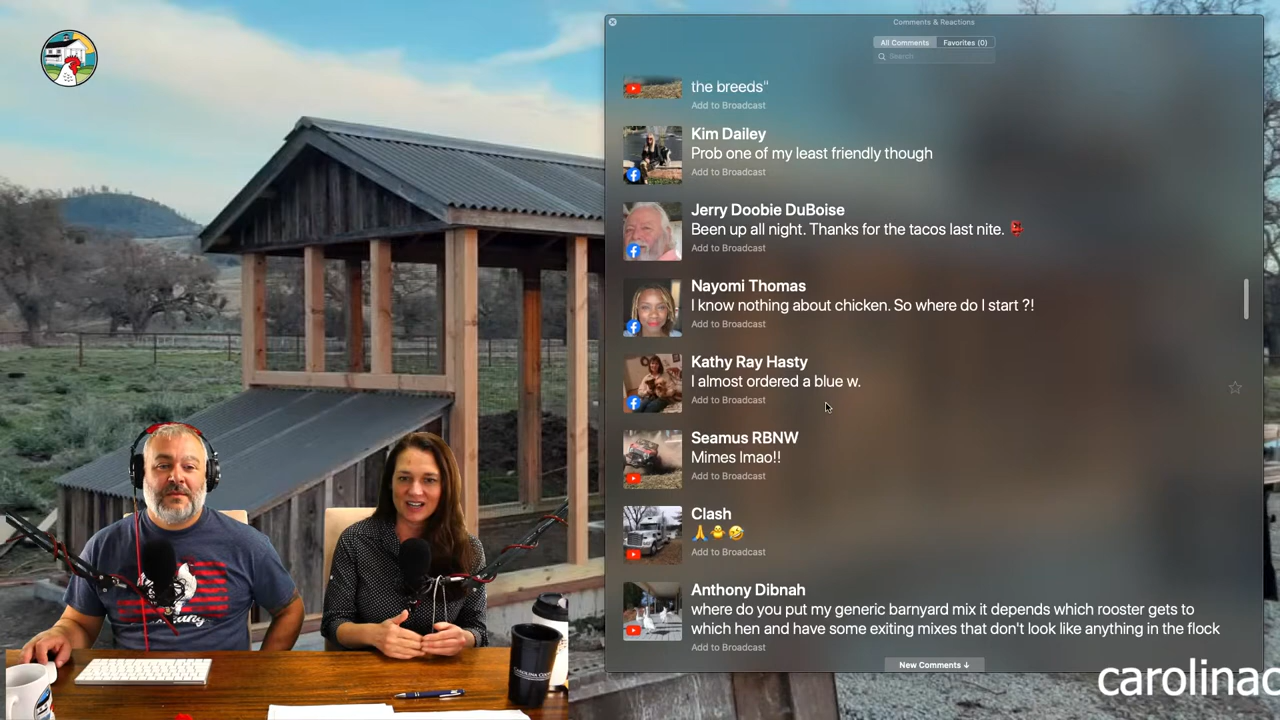 Comments & Reactions
All Comments
Favorites (0)
Search
the breeds"
Add to Broadcast
Kim Dailey
Prob one of my least friendly though
Add to Broadcast
Jerry Doobie DuBoise
Been up all night. Thanks for the tacos last nite. 👺
Add to Broadcast
Nayomi Thomas
I know nothing about chicken. So where do I start ?!
Add to Broadcast
Kathy Ray Hasty
I almost ordered a blue w.
Add to Broadcast
Seamus RBNW
Mimes lmao!!
Add to Broadcast
Clash
🙏🐥🤣
Add to Broadcast
Anthony Dibnah
where do you put my generic barnyard mix it depends which rooster gets to
which hen and have some exiting mixes that don't look like anything in the flock
Add to Broadcast
New Comments ↓
carolinac